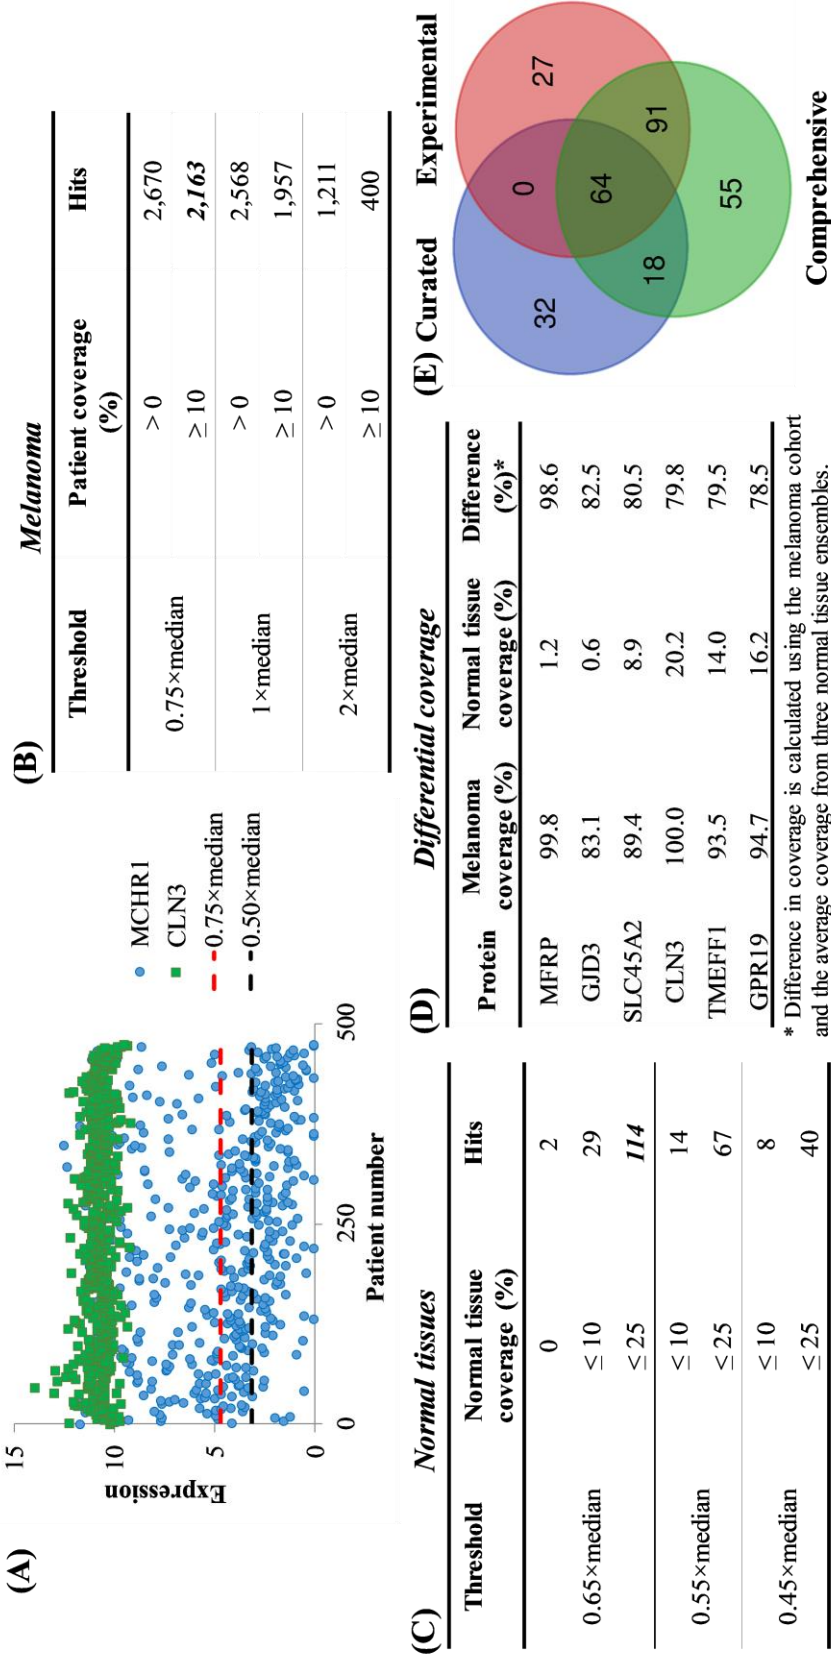 (A)
15
10
5
0
Expression
0
250
500
Patient number
MCHR1
CLN3
0.75×median
0.50×median
(B)
Melanoma
Threshold Patient coverage (%) Hits
0.75×median > 0 2,670
≥ 10 2,163
1×median > 0 2,568
≥ 10 1,957
2×median > 0 1,211
≥ 10 400
(C)
Normal tissues
Threshold Normal tissue coverage (%) Hits
0.65×median 0 2
≤ 10 29
≤ 25 114
0.55×median ≤ 10 14
≤ 25 67
0.45×median ≤ 10 8
≤ 25 40
(D)
Differential coverage
Protein Melanoma coverage (%) Normal tissue coverage (%) Difference (%)*
MFRP 99.8 1.2 98.6
GJD3 83.1 0.6 82.5
SLC45A2 89.4 8.9 80.5
CLN3 100.0 20.2 79.8
TMEFF1 93.5 14.0 79.5
GPR19 94.7 16.2 78.5
* Difference in coverage is calculated using the melanoma cohort
and the average coverage from three normal tissue ensembles.
(E) Curated Experimental
32 0 27
64
18 91
55
Comprehensive